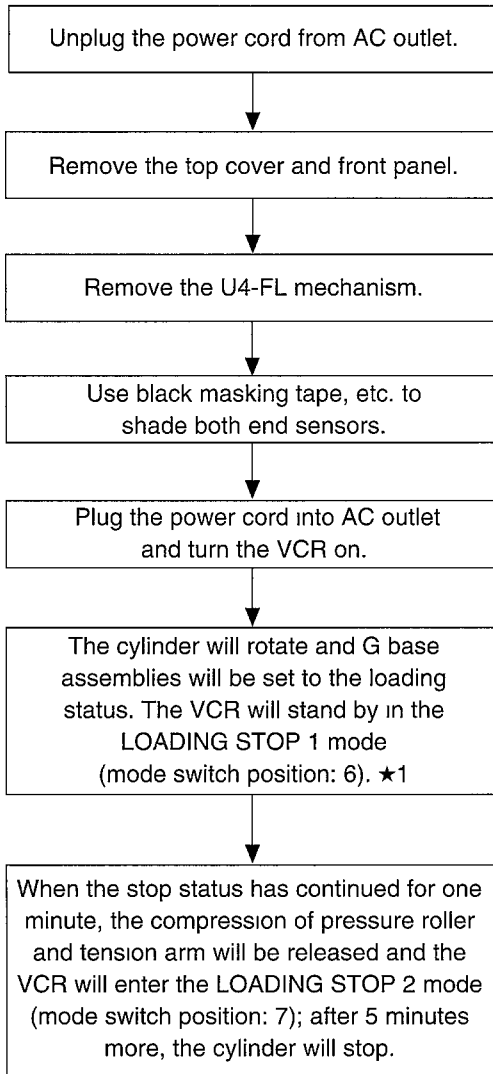 Unplug the power cord from AC outlet.
Remove the top cover and front panel.
Remove the U4-FL mechanism.
Use black masking tape, etc. to
shade both end sensors.
Plug the power cord into AC outlet
and turn the VCR on.
The cylinder will rotate and G base
assemblies will be set to the loading
status. The VCR will stand by in the
LOADING STOP 1 mode
(mode switch position: 6). ★1
When the stop status has continued for one
minute, the compression of pressure roller
and tension arm will be released and the
VCR will enter the LOADING STOP 2 mode
(mode switch position: 7); after 5 minutes
more, the cylinder will stop.